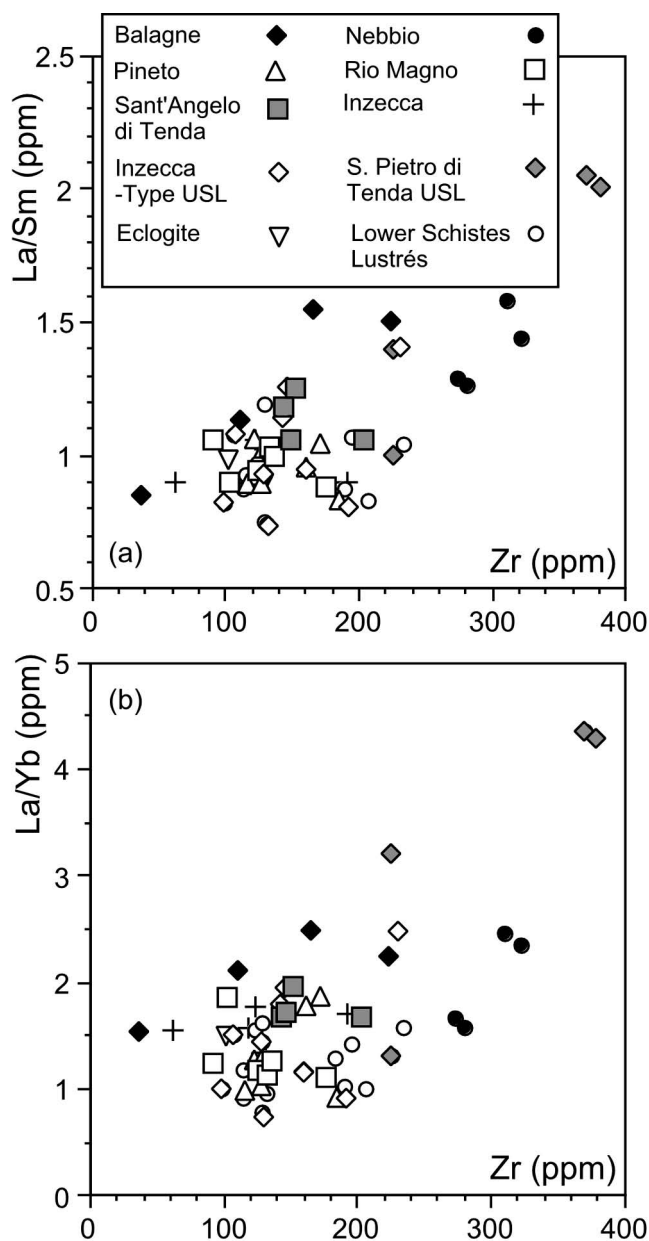 (a)
Balagne
Nebbio
Pineto
Rio Magno
Sant'Angelo
di Tenda
Inzecca
Inzecca
-Type USL
S. Pietro di
Tenda USL
Eclogite
Lower Schistes
Lustrés
La/Sm (ppm)
2.5
2
1.5
1
0.5
0
100
200
300
400
Zr (ppm)
(b)
La/Yb (ppm)
5
4
3
2
1
0
0
100
200
300
400
Zr (ppm)